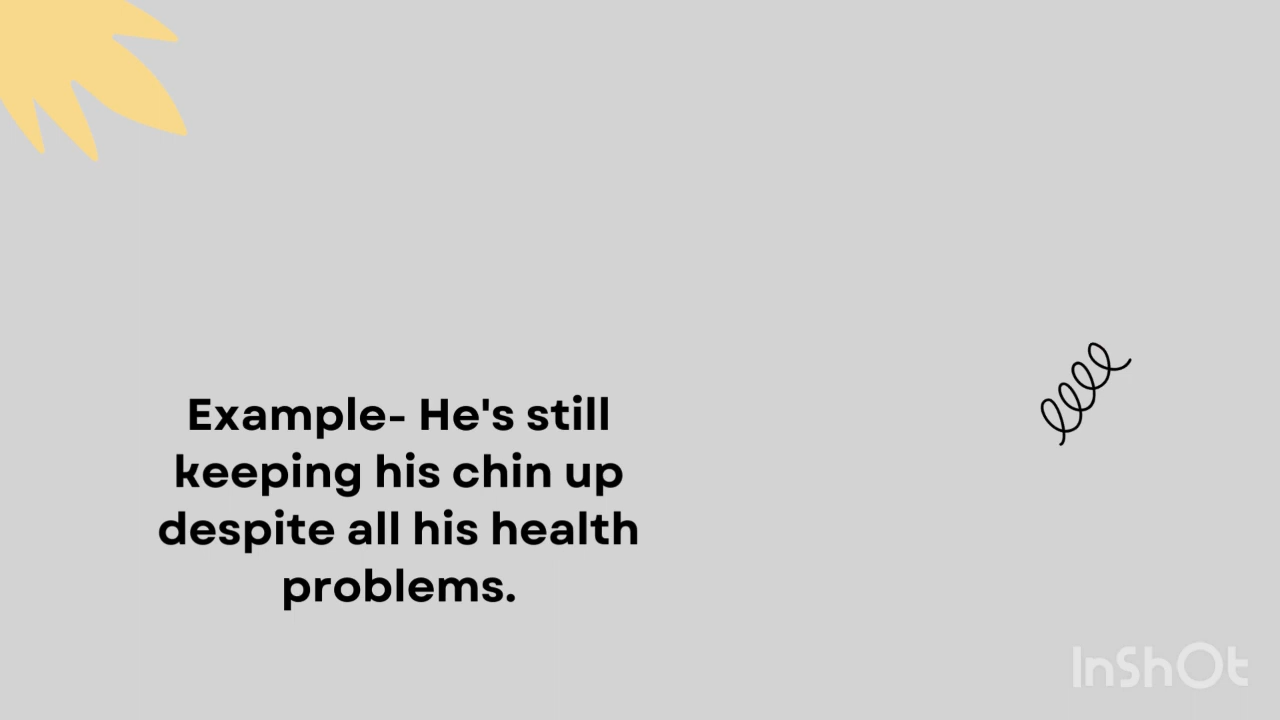 Example- He's still
keeping his chin up
despite all his health
problems.
InShOt